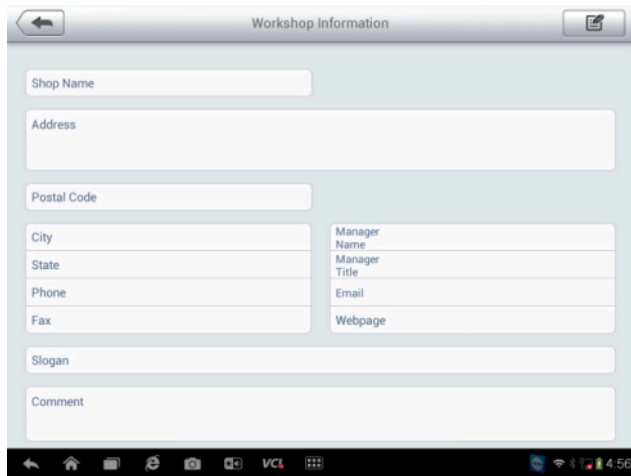 Workshop Information
Shop Name
Address
Postal Code
City
Manager
Name
State
Manager
Title
Phone
Email
Fax
Webpage
Slogan
Comment
VCI
4:56